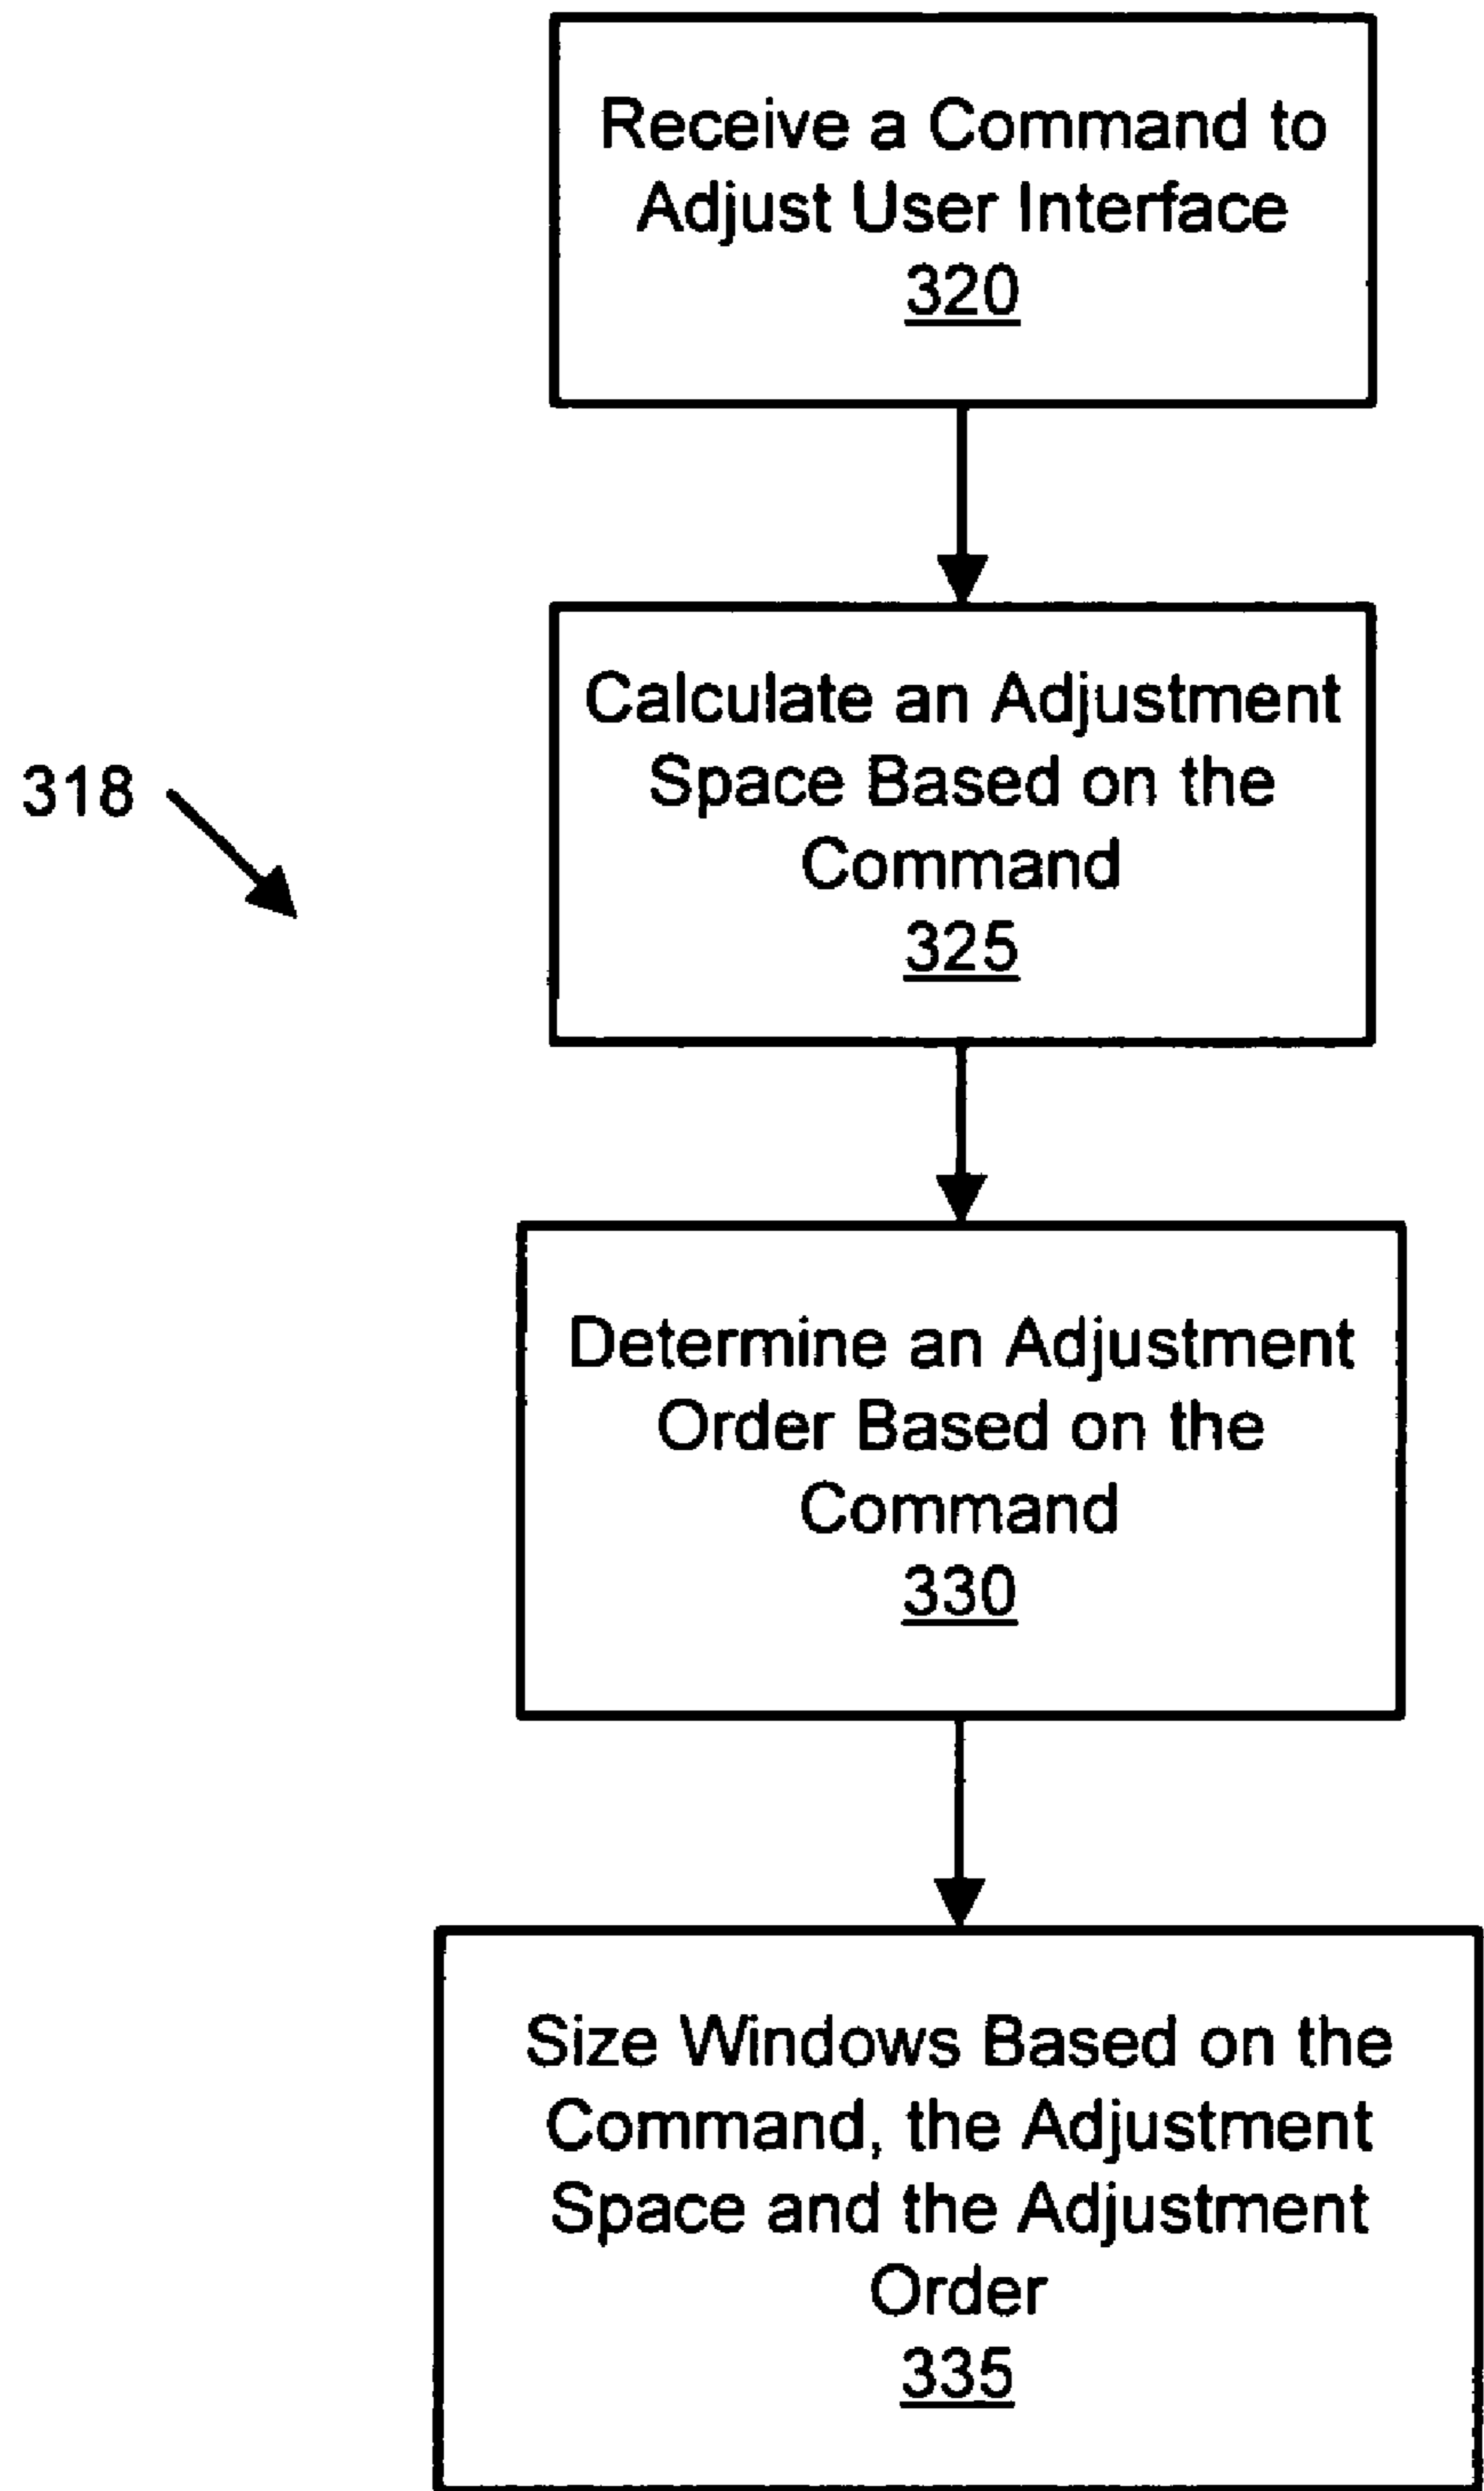 Receive a Command to
Adjust User Interface
320
Calculate an Adjustment
Space Based on the
Command
325
318
Determine an Adjustment
Order Based on the
Command
330
Size Windows Based on the
Command, the Adjustment
Space and the Adjustment
Order
335